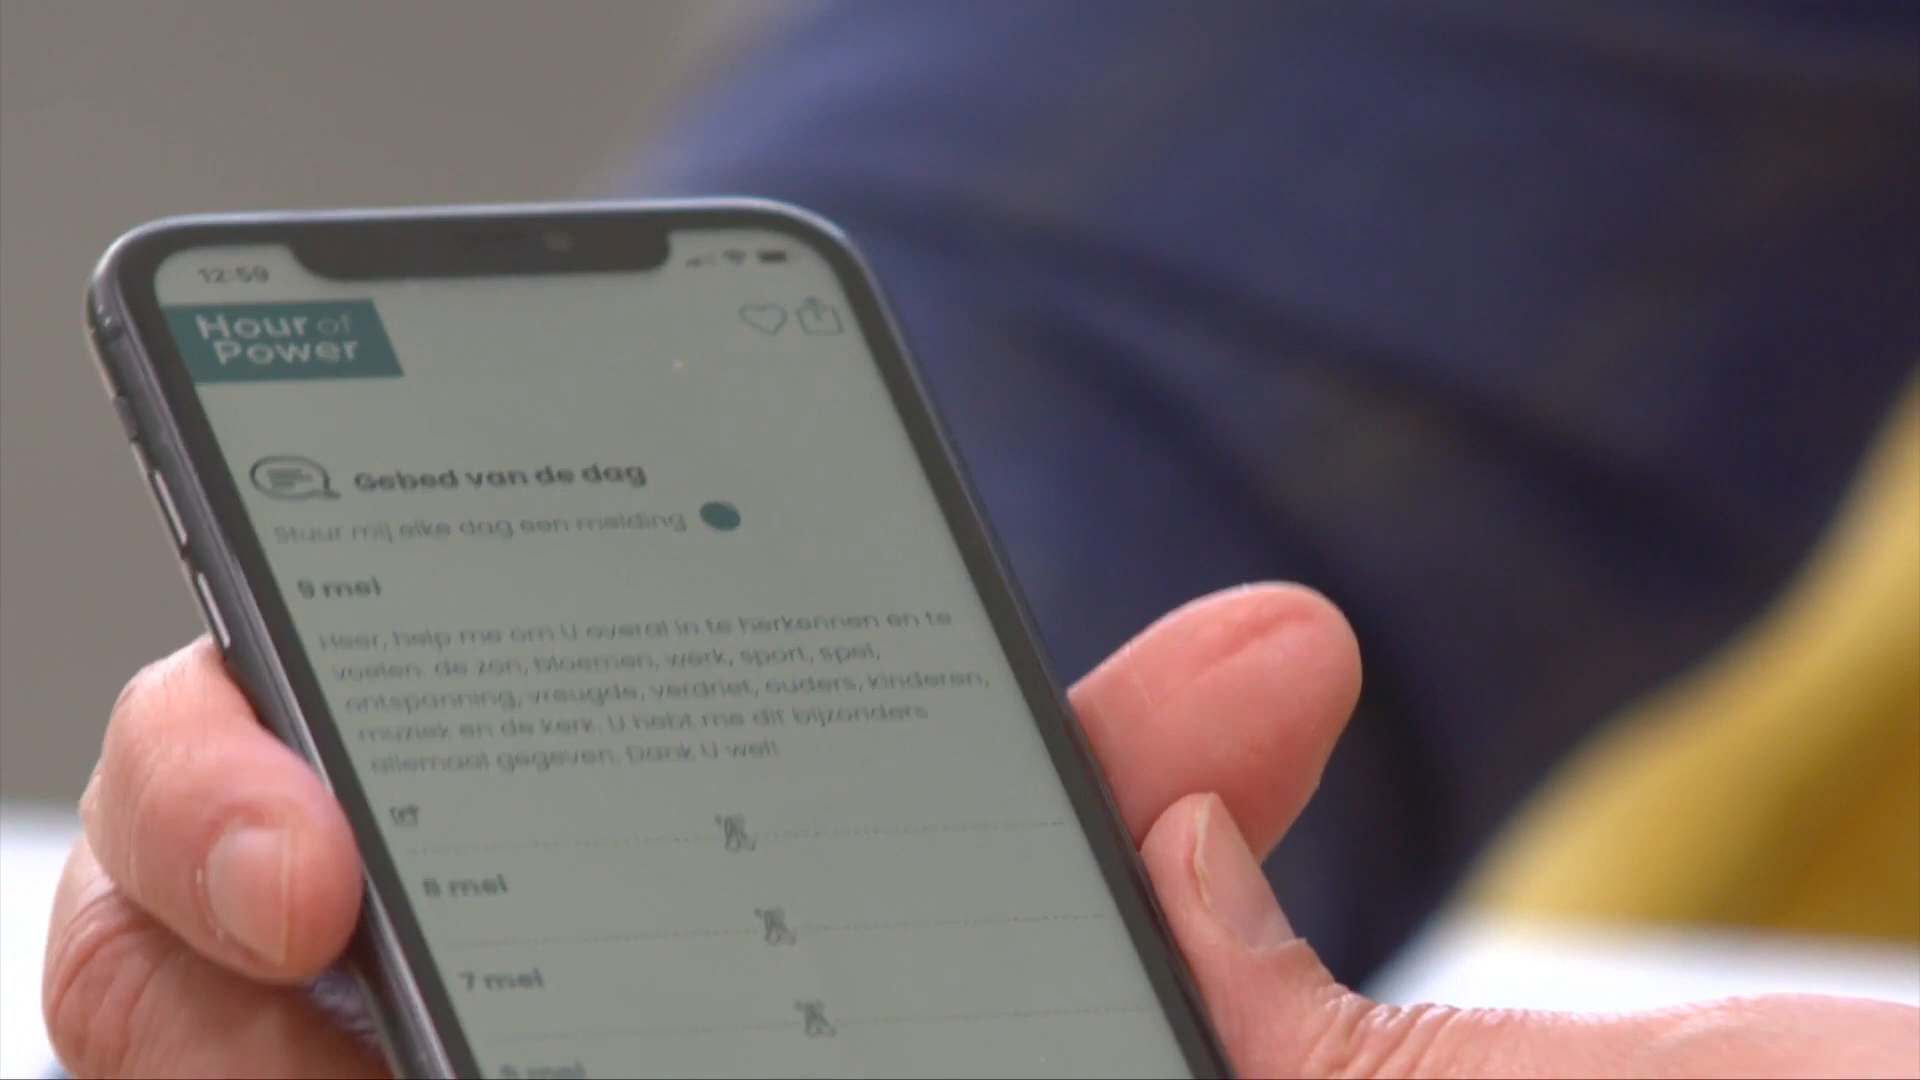 12:59
Hour of
Power
Gebed van de dag
Stuur mij elke dag een melding
9 mei
Heer, help me om U overal in te herkennen en te
voelen: de zon, bloemen, werk, sport, spel,
ontspanning, vreugde, verdriet, ouders, kinderen,
muziek en de kerk. U hebt me dit bijzonders
allemaal gegeven. Dank U wel!
8 mei
7 mei
mei